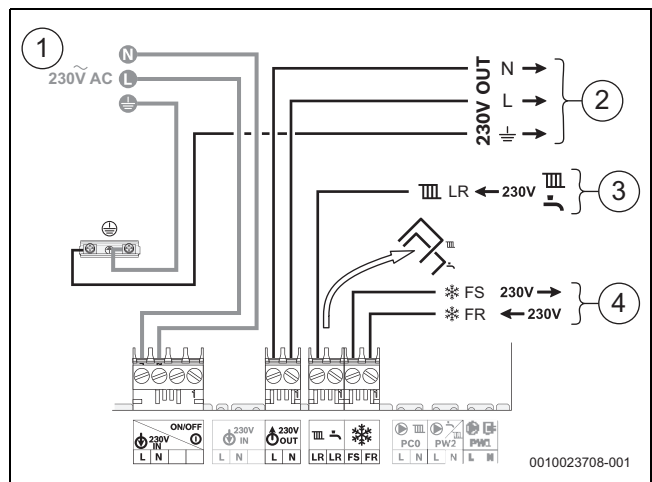 1
N
230V AC L
230V OUT
N
L
2
LR 230V
3
FS 230V
FR 230V
4
230V IN
ON/OFF
230V IN
230V OUT
PC0
PW2
PW1
L N
L N
L N
LR LR
FS FR
L N
L N
L N
0010023708-001